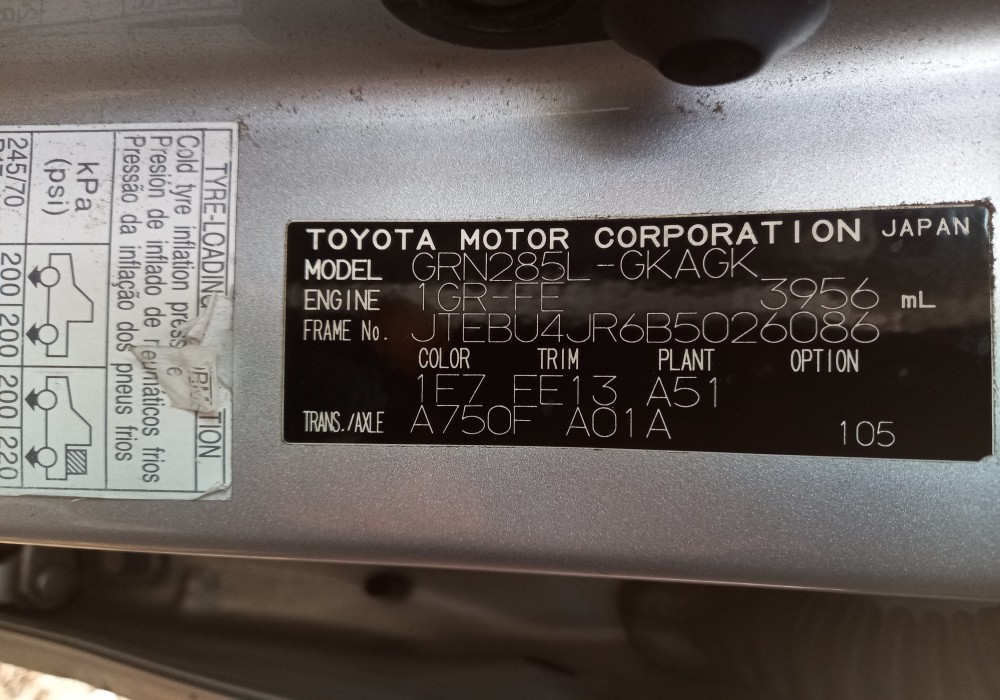 TOYOTA MOTOR CORPORATION JAPAN
MODEL GRN285L-GKAGK
ENGINE 1GR-FE 3956 mL
FRAME No. JTEBU4JR6B5026086
COLOR TRIM PLANT OPTION
1E7 FE13 A51
TRANS./AXLE A750F A01A 105
TYRE-LOADING
Cold tyre inflation
Presión de inflado de neumáticos fríos
Pressão da inflação dos pneus frios
kPa
(psi)
200 200 200 220
245/70